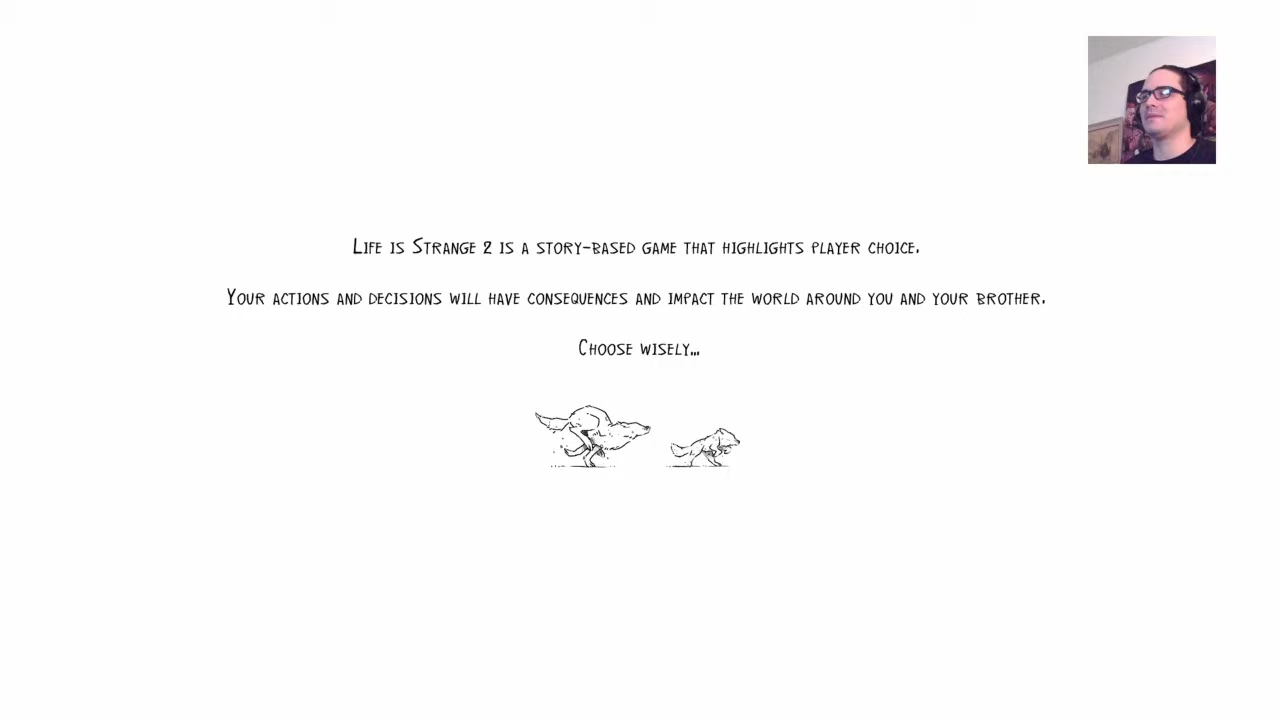 Life is Strange 2 is a story-based game that highlights player choice.
Your actions and decisions will have consequences and impact the world around you and your brother.
Choose wisely...